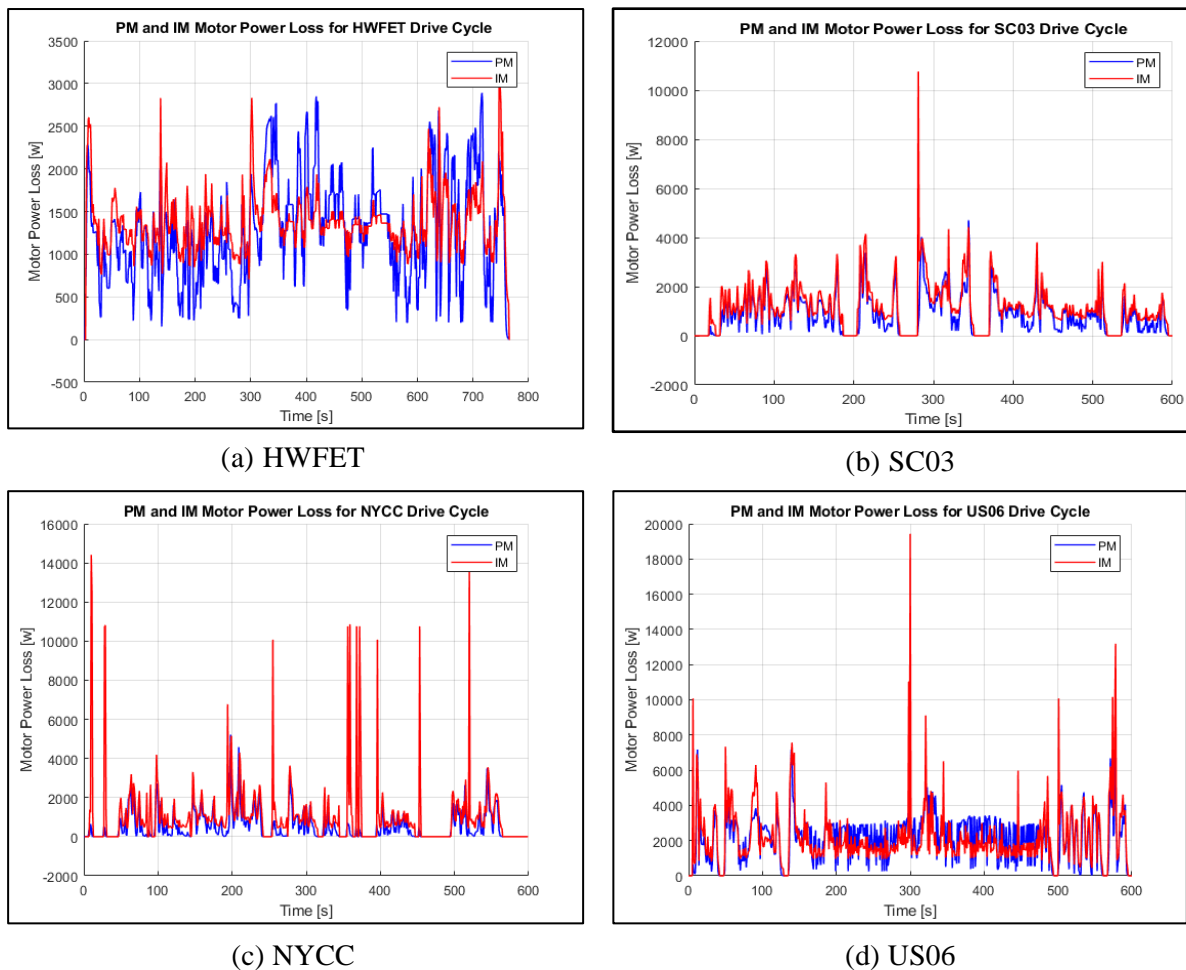 PM and IM Motor Power Loss for HWFET Drive Cycle
3500
3000
2500
2000
1500
1000
500
0
-500
Motor Power Loss [w]
PM
IM
0 100 200 300 400 500 600 700 800
Time [s]
(a) HWFET
PM and IM Motor Power Loss for SC03 Drive Cycle
12000
10000
8000
6000
4000
2000
0
-2000
Motor Power Loss [w]
PM
IM
0 100 200 300 400 500 600
Time [s]
(b) SC03
PM and IM Motor Power Loss for NYCC Drive Cycle
16000
14000
12000
10000
8000
6000
4000
2000
0
-2000
Motor Power Loss [w]
PM
IM
0 100 200 300 400 500 600
Time [s]
(c) NYCC
PM and IM Motor Power Loss for US06 Drive Cycle
20000
18000
16000
14000
12000
10000
8000
6000
4000
2000
0
Motor Power Loss [w]
PM
IM
0 100 200 300 400 500 600
Time [s]
(d) US06